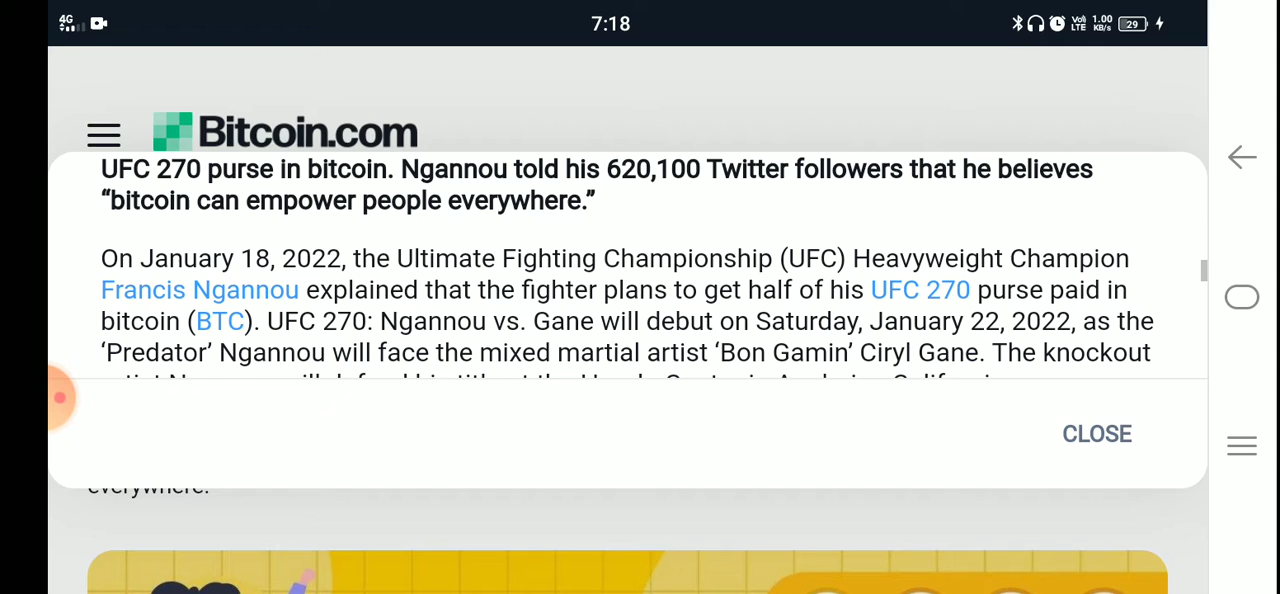 4G
7:18
Vo) LTE
1.00 KB/s
29
Bitcoin.com
UFC 270 purse in bitcoin. Ngannou told his 620,100 Twitter followers that he believes
“bitcoin can empower people everywhere.”
On January 18, 2022, the Ultimate Fighting Championship (UFC) Heavyweight Champion
Francis Ngannou explained that the fighter plans to get half of his UFC 270 purse paid in
bitcoin (BTC). UFC 270: Ngannou vs. Gane will debut on Saturday, January 22, 2022, as the
‘Predator’ Ngannou will face the mixed martial artist ‘Bon Gamin’ Ciryl Gane. The knockout
CLOSE
everywhere.